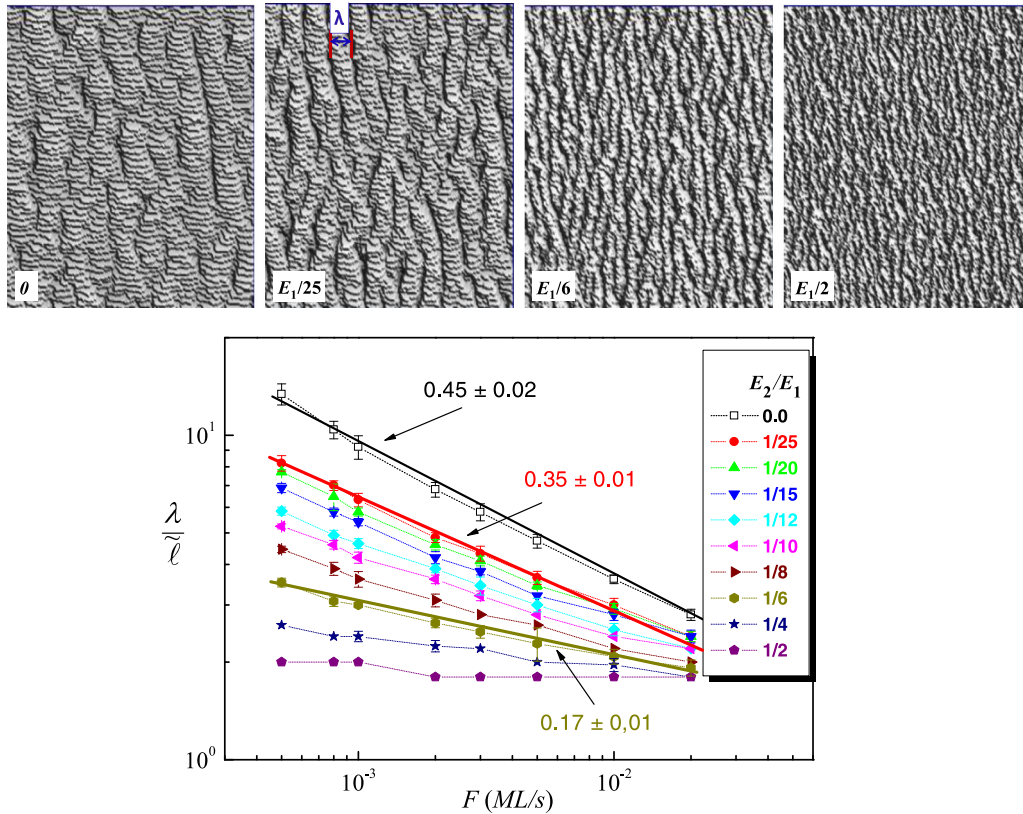 λ
0
E₁/25
E₁/6
E₁/2
10¹
10⁰
λ
ℓ̃
0.45 ± 0.02
0.35 ± 0.01
0.17 ± 0,01
E₂/E₁
0.0
1/25
1/20
1/15
1/12
1/10
1/8
1/6
1/4
1/2
10⁻³
10⁻²
F (ML/s)